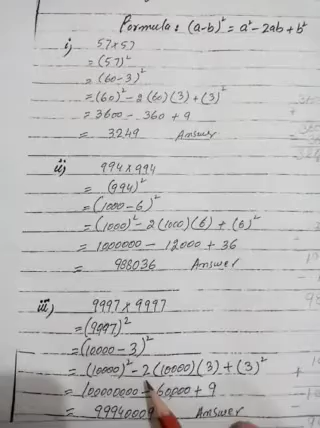 Formula: (a-b)² = a² - 2ab + b²
i) 57×57
= (57)²
= (60-3)²
= (60)² - 2(60)(3) + (3)²
= 3600 - 360 + 9
= 3249 Answer
ii) 994×994
= (994)²
= (1000-6)²
= (1000)² - 2(1000)(6) + (6)²
= 1000000 - 12000 + 36
= 988036 Answer
iii) 9997×9997
= (9997)²
= (10000-3)²
= (10000)² - 2(10000)(3) + (3)²
= 100000000 - 60000 + 9
= 99940009 Answer